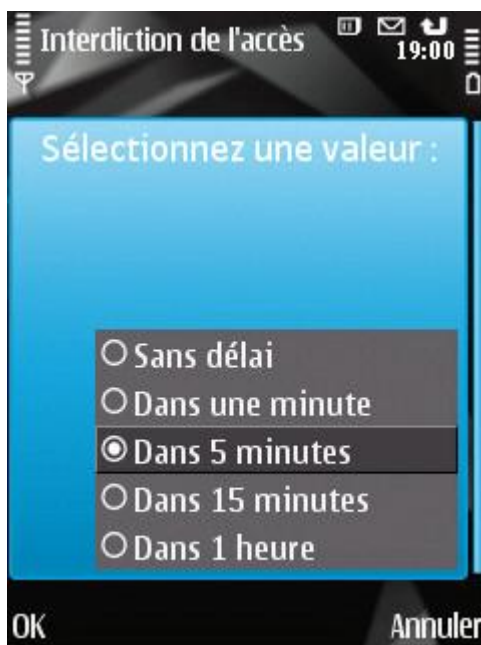 Interdiction de l'accès
19:00
Sélectionnez une valeur :
Sans délai
Dans une minute
Dans 5 minutes
Dans 15 minutes
Dans 1 heure
OK Annuler